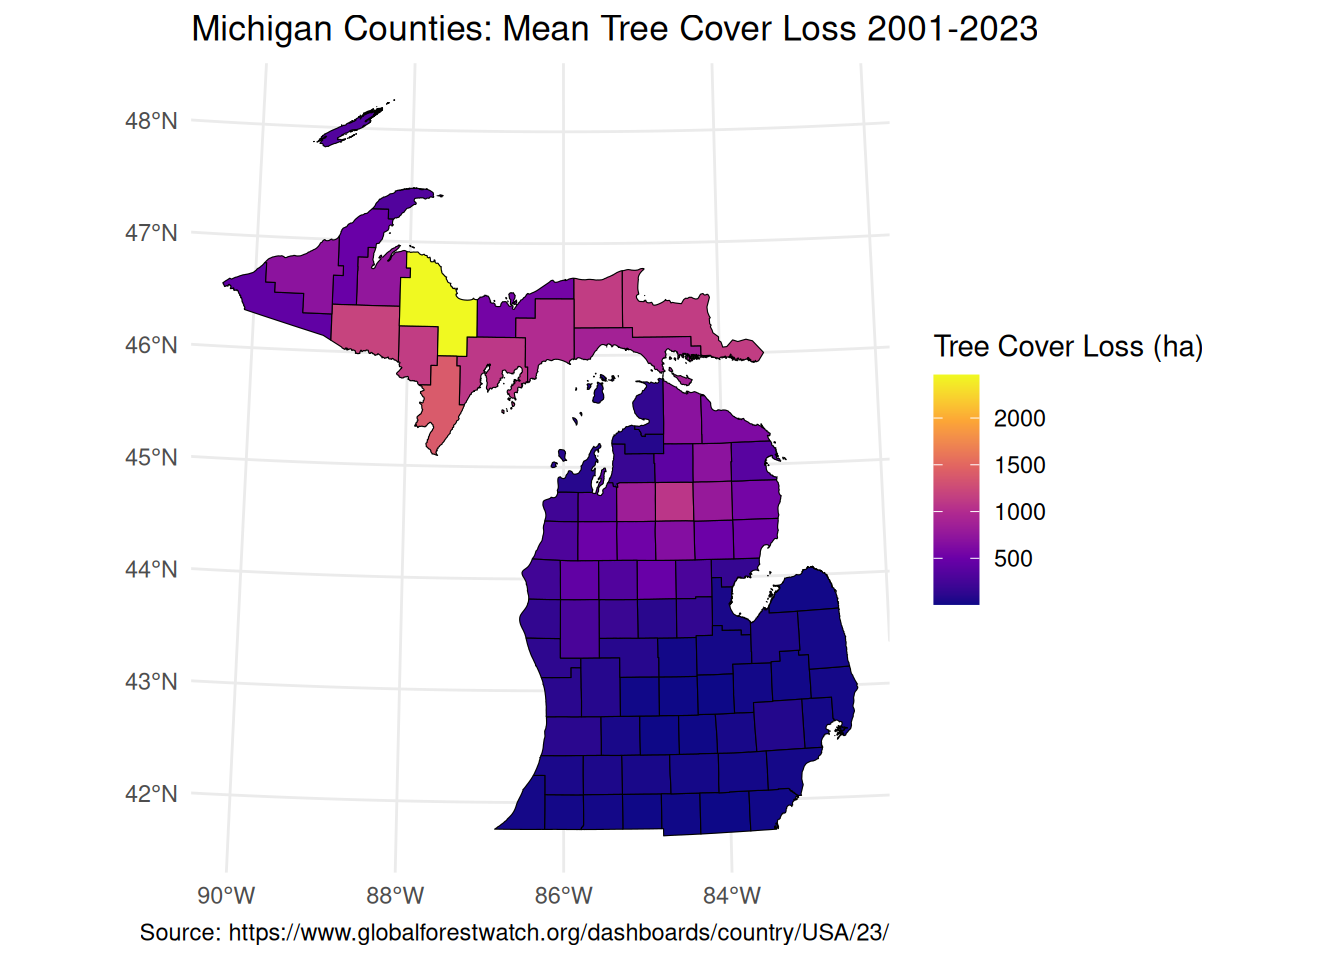 Michigan Counties: Mean Tree Cover Loss 2001-2023
48°N
47°N
46°N
45°N
44°N
43°N
42°N
90°W
88°W
86°W
84°W
Tree Cover Loss (ha)
2000
1500
1000
500
Source: https://www.globalforestwatch.org/dashboards/country/USA/23/